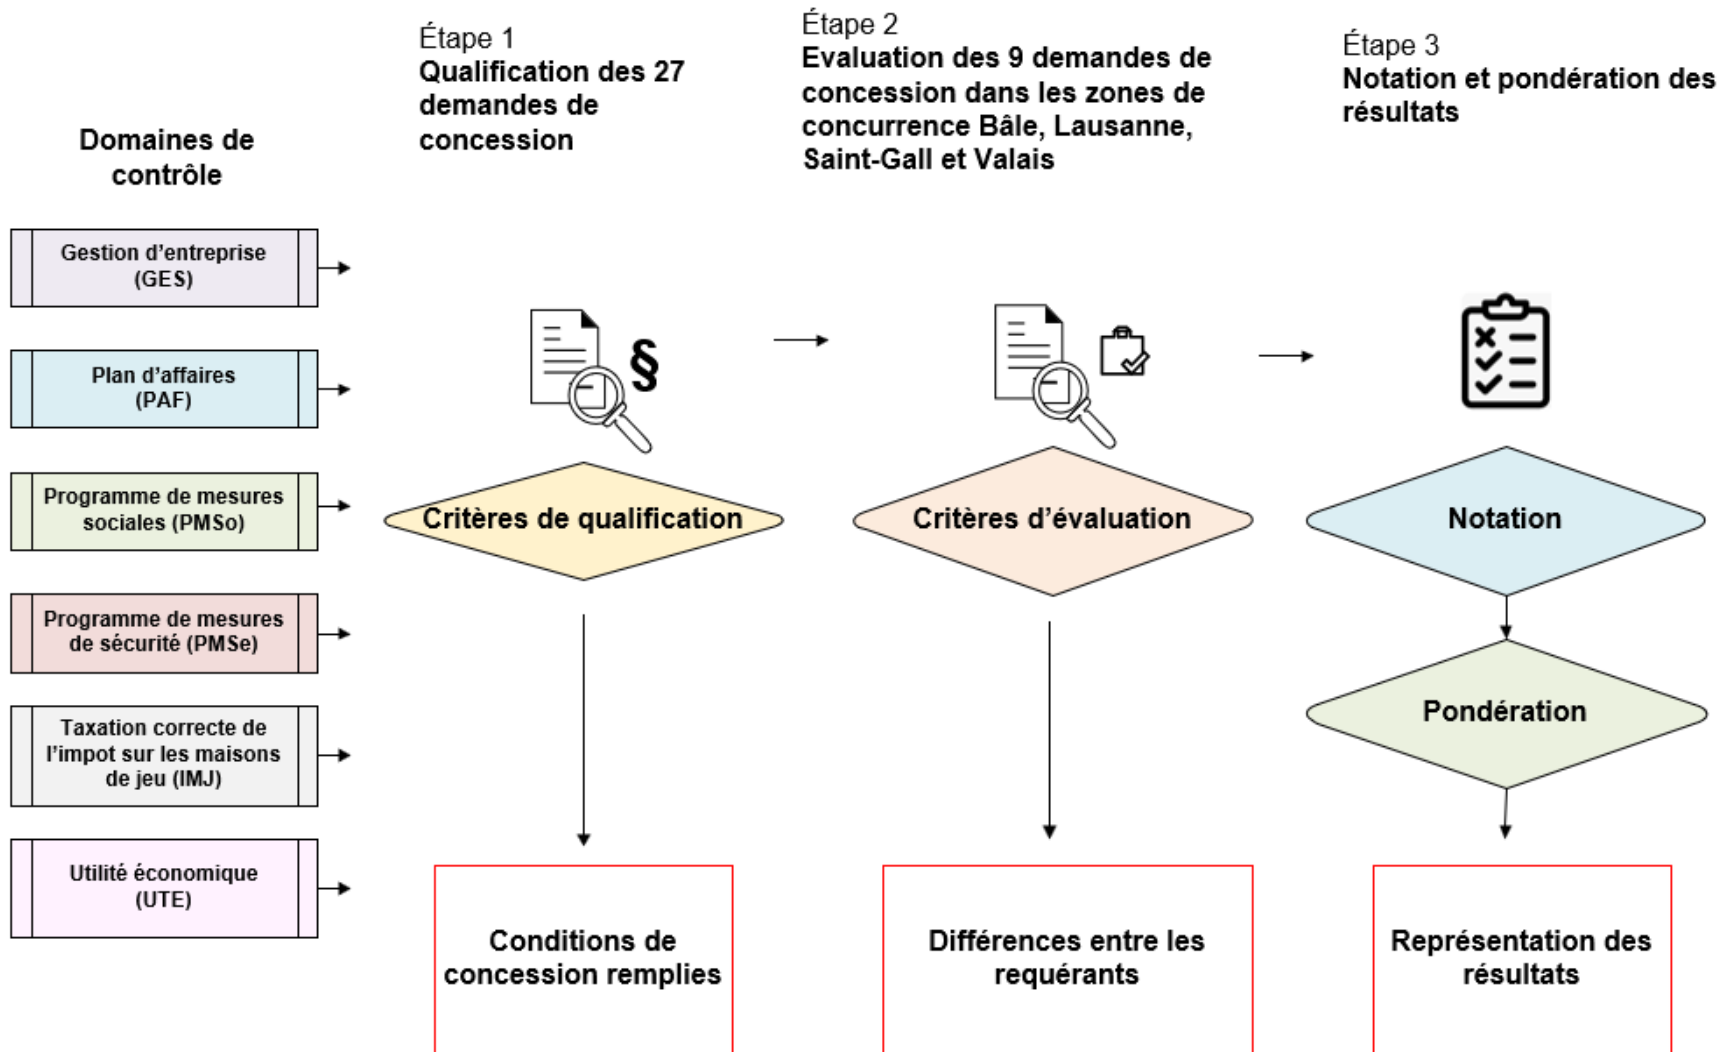 Domaines de
contrôle
Gestion d'entreprise
(GES)
Plan d'affaires
(PAF)
Programme de mesures
sociales (PMSo)
Programme de mesures
de sécurité (PMSe)
Taxation correcte de
l'impot sur les maisons
de jeu (IMJ)
Utilité économique
(UTE)
Étape 1
Qualification des 27
demandes de
concession
§
Critères de qualification
Conditions de
concession remplies
Étape 2
Evaluation des 9 demandes de
concession dans les zones de
concurrence Bâle, Lausanne,
Saint-Gall et Valais
Critères d'évaluation
Différences entre les
requérants
Étape 3
Notation et pondération des
résultats
Notation
Pondération
Représentation des
résultats